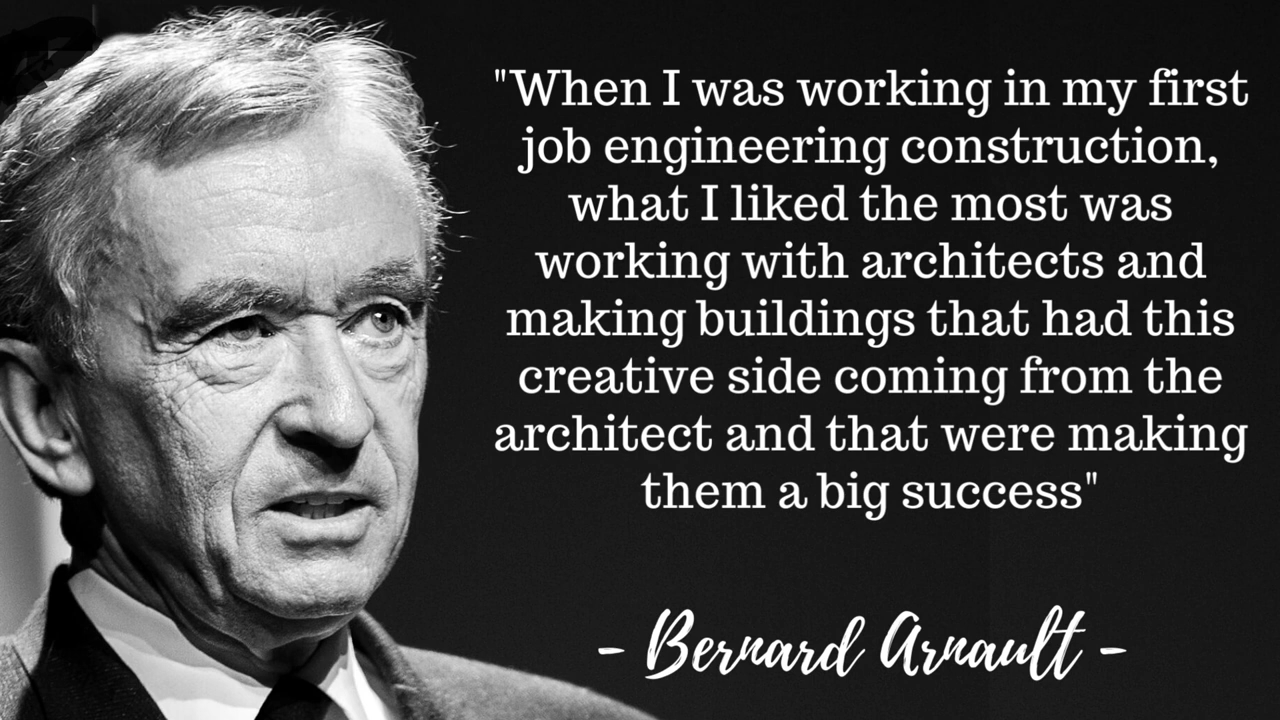 "When I was working in my first
job engineering construction,
what I liked the most was
working with architects and
making buildings that had this
creative side coming from the
architect and that were making
them a big success"
- Bernard Arnault -